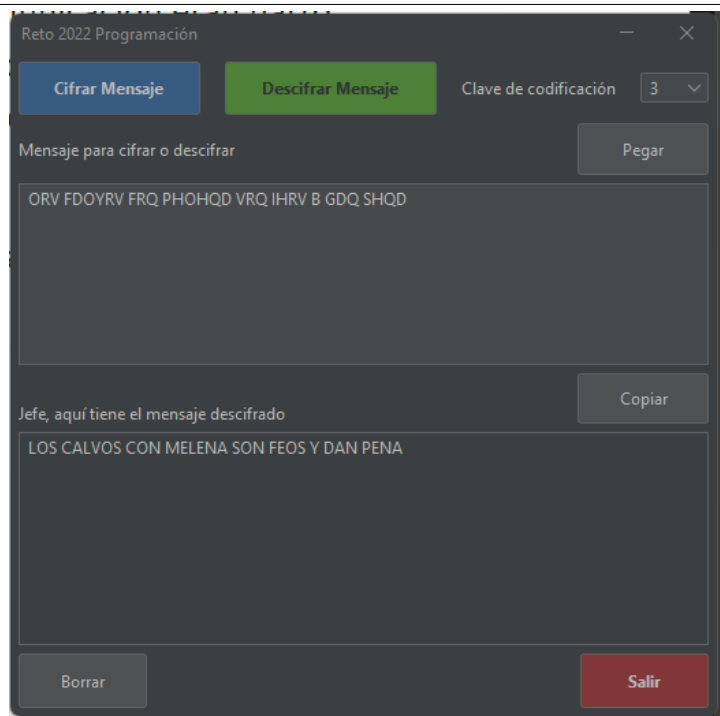 Reto 2022 Programación
Cifrar Mensaje Descifrar Mensaje Clave de codificación 3
Mensaje para cifrar o descifrar Pegar
ORV FDOYRV FRQ PHOHQD VRQ IHRV B GDQ SHQD
Copiar
Jefe, aquí tiene el mensaje descifrado
LOS CALVOS CON MELENA SON FEOS Y DAN PENA
Borrar Salir